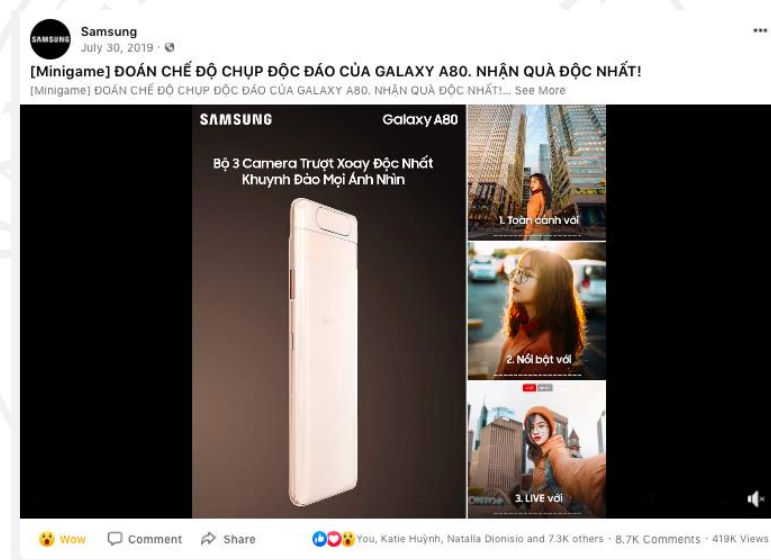 SAMSUNG
Samsung
July 30, 2019 ·
[Minigame] ĐOÁN CHẾ ĐỘ CHỤP ĐỘC ĐÁO CỦA GALAXY A80. NHẬN QUÀ ĐỘC NHẤT!
[Minigame] ĐOÁN CHẾ ĐỘ CHỤP ĐỘC ĐÁO CỦA GALAXY A80. NHẬN QUÀ ĐỘC NHẤT!... See More
SAMSUNG
Galaxy A80
Bộ 3 Camera Trượt Xoay Độc Nhất
Khuynh Đảo Mọi Ánh Nhìn
1. Toàn cảnh với
2. Nổi bật với
LIVE
3. LIVE với
Wow Comment Share
You, Katie Huỳnh, Natalla Dionisio and 7.3K others · 8.7K Comments · 419K Views